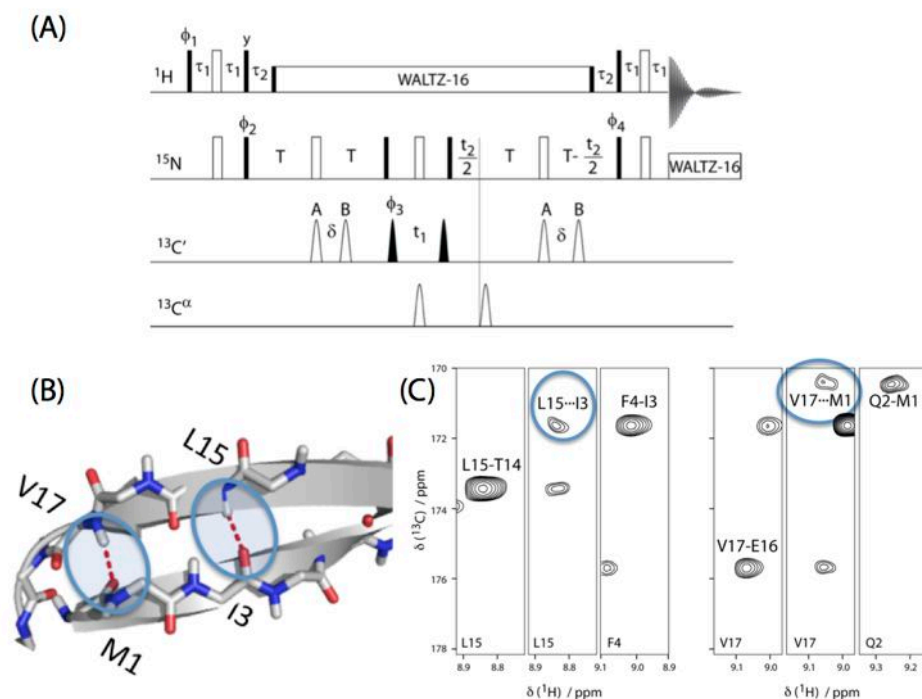 (A)
ϕ1 y
1H τ1 τ1 τ2 WALTZ-16 τ2 τ1 τ1
ϕ2 ϕ4
15N T T t2/2 T T- t2/2 WALTZ-16
A B ϕ3 A B
13C' δ t1 δ
13Cα
(B)
V17
L15
M1
I3
(C)
170
172
174
176
178
δ (13C) / ppm
L15···I3 F4-I3 V17···M1 Q2-M1
L15-T14
V17-E16
L15 L15 F4 V17 V17 Q2
8.9 8.8 8.9 8.8 9.1 9.0 8.9 9.1 9.0 9.1 9.0 9.3 9.2
δ (1H) / ppm δ (1H) / ppm